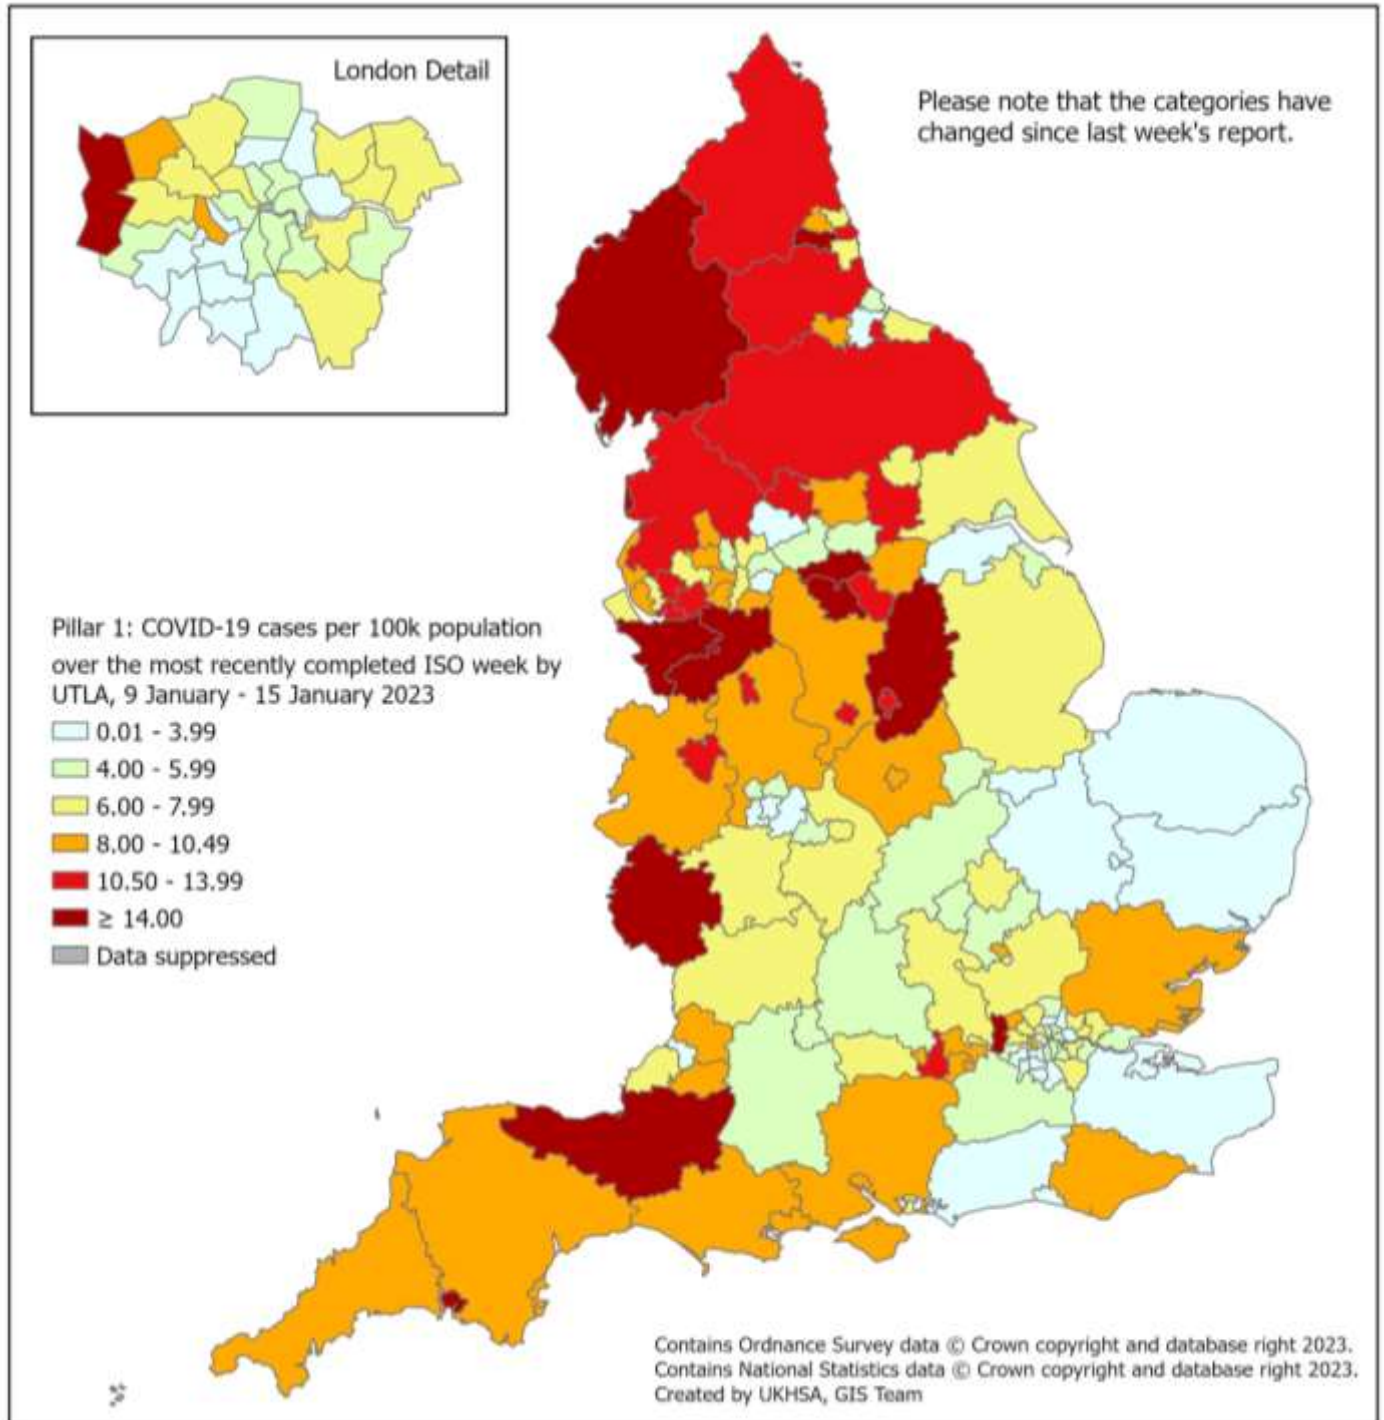 London Detail
Please note that the categories have
changed since last week's report.
Pillar 1: COVID-19 cases per 100k population
over the most recently completed ISO week by
UTLA, 9 January - 15 January 2023
0.01 - 3.99
4.00 - 5.99
6.00 - 7.99
8.00 - 10.49
10.50 - 13.99
≥ 14.00
Data suppressed
Contains Ordnance Survey data © Crown copyright and database right 2023.
Contains National Statistics data © Crown copyright and database right 2023.
Created by UKHSA, GIS Team